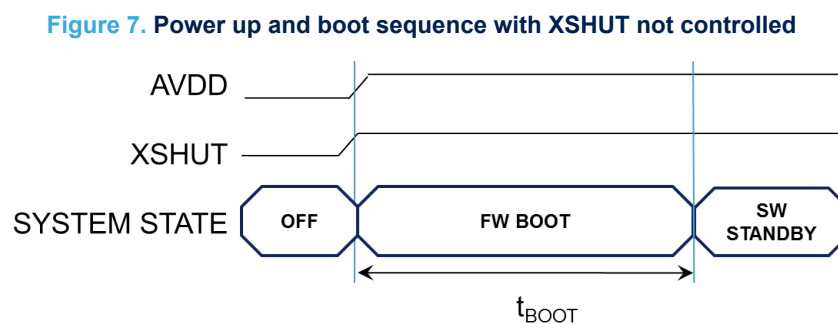 Figure 7. Power up and boot sequence with XSHUT not controlled
AVDD
XSHUT
SYSTEM STATE
OFF
FW BOOT
SW
STANDBY
tBOOT